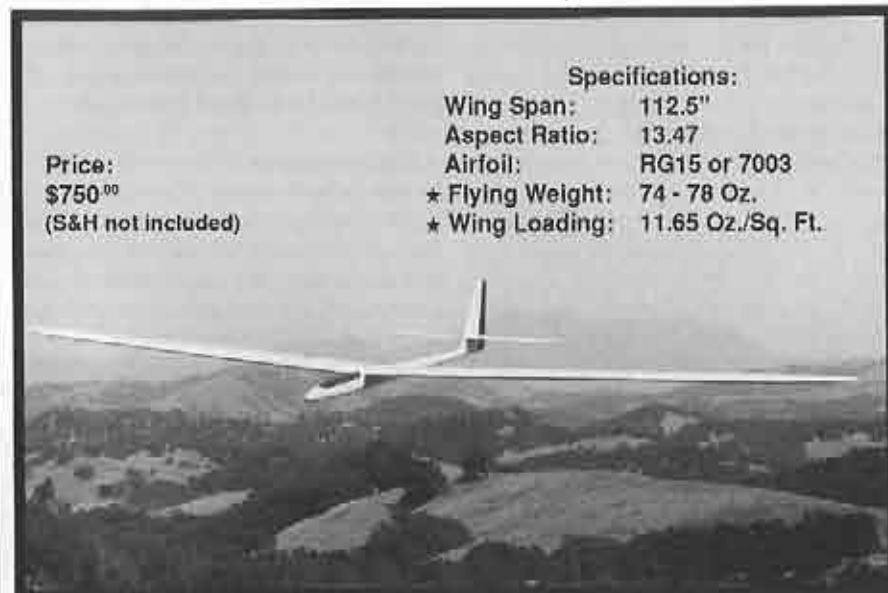 Specifications:
Wing Span: 112.5"
Aspect Ratio: 13.47
Airfoil: RG15 or 7003
★ Flying Weight: 74 - 78 Oz.
★ Wing Loading: 11.65 Oz./Sq. Ft.
Price:
$750.00
(S&H not included)